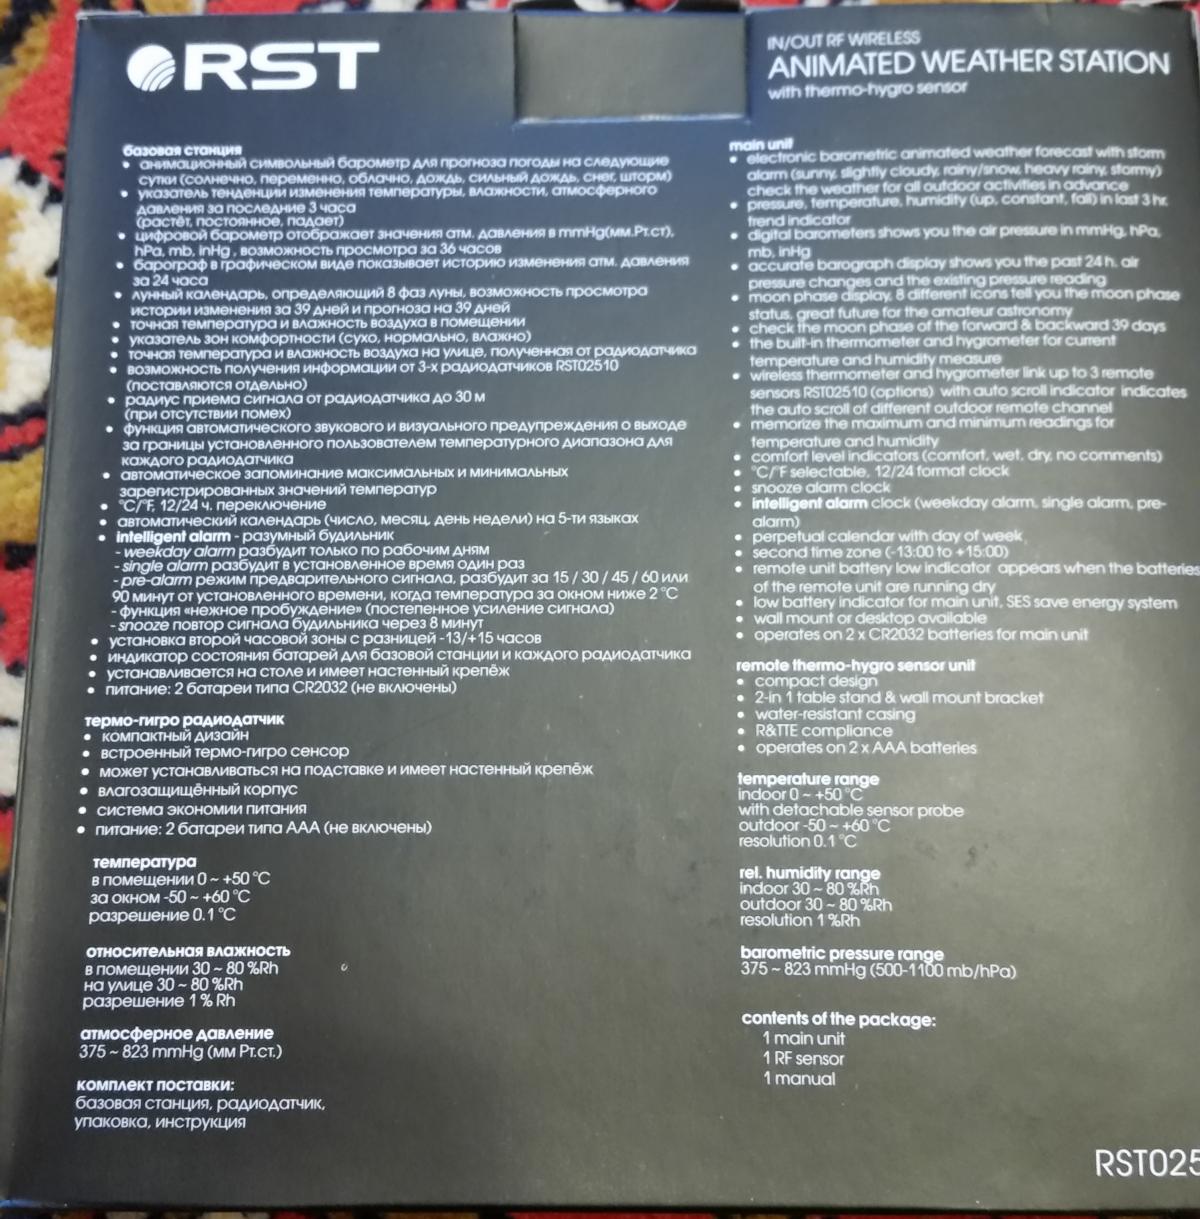 RST
IN/OUT RF WIRELESS
ANIMATED WEATHER STATION
with thermo-hygro sensor
базовая станция
• анимационный символьный барометр для прогноза погоды на следующие
сутки (солнечно, переменно, облачно, дождь, сильный дождь, снег, шторм)
• указатель тенденции изменения температуры, влажности, атмосферного
давления за последние 3 часа
(растёт, постоянное, падает)
• цифровой барометр отображает значения атм. давления в mmHg(мм.Рт.ст),
hPa, mb, inHg , возможность просмотра за 36 часов
• барограф в графическом виде показывает историю изменения атм. давления
за 24 часа
• лунный календарь, определяющий 8 фаз луны, возможность просмотра
истории изменения за 39 дней и прогноза на 39 дней
• точная температура и влажность воздуха в помещении
• указатель зон комфортности (сухо, нормально, влажно)
• точная температура и влажность воздуха на улице, полученная от радиодатчика
• возможность получения информации от 3-х радиодатчиков RST02510
(поставляются отдельно)
• радиус приема сигнала от радиодатчика до 30 м
(при отсутствии помех)
• функция автоматического звукового и визуального предупреждения о выходе
за границы установленного пользователем температурного диапазона для
каждого радиодатчика
• автоматическое запоминание максимальных и минимальных
зарегистрированных значений температур
• °C/°F, 12/24 ч. переключение
• автоматический календарь (число, месяц, день недели) на 5-ти языках
• intelligent alarm - разумный будильник
- weekday alarm разбудит только по рабочим дням
- single alarm разбудит в установленное время один раз
- pre-alarm режим предварительного сигнала, разбудит за 15 / 30 / 45 / 60 или
90 минут от установленного времени, когда температура за окном ниже 2 °C
- функция «нежное пробуждение» (постепенное усиление сигнала)
- snooze повтор сигнала будильника через 8 минут
• установка второй часовой зоны с разницей -13/+15 часов
• индикатор состояния батарей для базовой станции и каждого радиодатчика
• устанавливается на столе и имеет настенный крепёж
• питание: 2 батареи типа CR2032 (не включены)
термо-гигро радиодатчик
• компактный дизайн
• встроенный термо-гигро сенсор
• может устанавливаться на подставке и имеет настенный крепёж
• влагозащищённый корпус
• система экономии питания
• питание: 2 батареи типа AAA (не включены)
температура
в помещении 0 ~ +50 °C
за окном -50 ~ +60 °C
разрешение 0.1 °C
относительная влажность
в помещении 30 ~ 80 %Rh
на улице 30 ~ 80 %Rh
разрешение 1 % Rh
атмосферное давление
375 ~ 823 mmHg (мм Рт.ст.)
комплект поставки:
базовая станция, радиодатчик,
упаковка, инструкция
main unit
• electronic barometric animated weather forecast with storm
alarm (sunny, slightly cloudy, rainy/snow, heavy rainy, stormy)
check the weather for all outdoor activities in advance
• pressure, temperature, humidity (up, constant, fall) in last 3 hr.
trend indicator
• digital barometers shows you the air pressure in mmHg, hPa,
mb, inHg
• accurate barograph display shows you the past 24 h. air
pressure changes and the existing pressure reading
• moon phase display, 8 different icons tell you the moon phase
status, great future for the amateur astronomy
• check the moon phase of the forward & backward 39 days
• the built-in thermometer and hygrometer for current
temperature and humidity measure
• wireless thermometer and hygrometer link up to 3 remote
sensors RST02510 (options) with auto scroll indicator indicates
the auto scroll of different outdoor remote channel
• memorize the maximum and minimum readings for
temperature and humidity
• comfort level indicators (comfort, wet, dry, no comments)
• °C/°F selectable, 12/24 format clock
• snooze alarm clock
• intelligent alarm clock (weekday alarm, single alarm, pre-
alarm)
• perpetual calendar with day of week
• second time zone (-13:00 to +15:00)
• remote unit battery low indicator appears when the batteries
of the remote unit are running dry
• low battery indicator for main unit, SES save energy system
• wall mount or desktop available
• operates on 2 x CR2032 batteries for main unit
remote thermo-hygro sensor unit
• compact design
• 2-in 1 table stand & wall mount bracket
• water-resistant casing
• R&TTE compliance
• operates on 2 x AAA batteries
temperature range
indoor 0 ~ +50 °C
with detachable sensor probe
outdoor -50 ~ +60 °C
resolution 0.1 °C
rel. humidity range
indoor 30 ~ 80 %Rh
outdoor 30 ~ 80 %Rh
resolution 1 %Rh
barometric pressure range
375 ~ 823 mmHg (500-1100 mb/hPa)
contents of the package:
1 main unit
1 RF sensor
1 manual
RST025